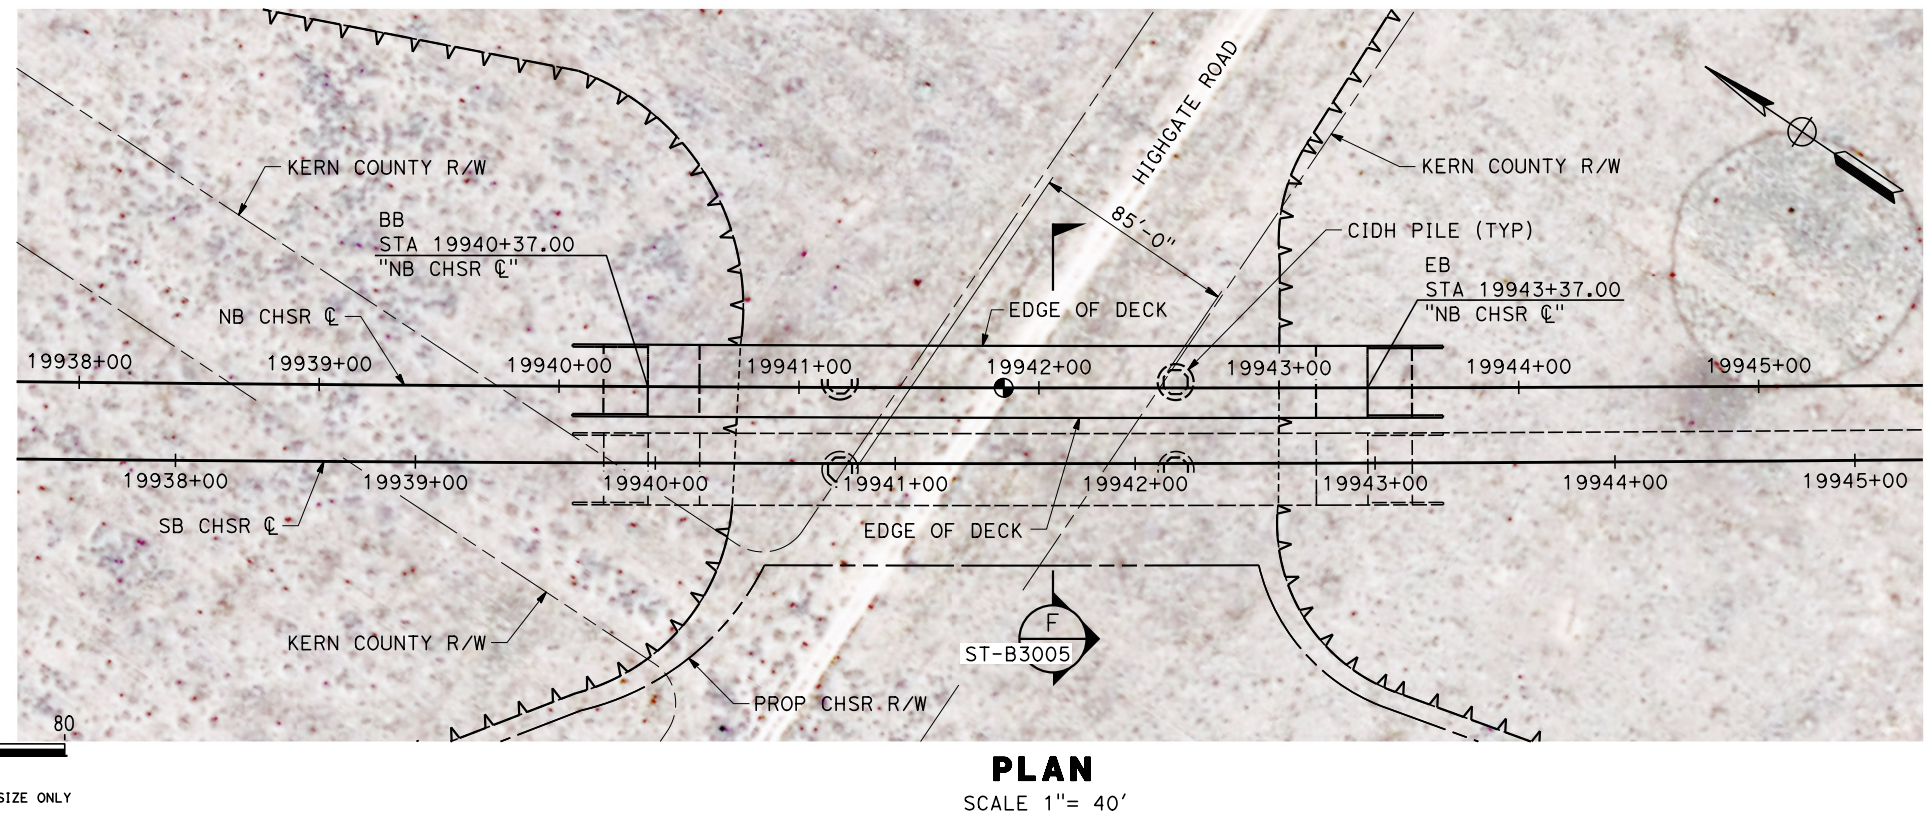 HIGHGATE ROAD
KERN COUNTY R/W
KERN COUNTY R/W
BB
STA 19940+37.00
"NB CHSR ℄"
85'-0"
CIDH PILE (TYP)
EB
STA 19943+37.00
"NB CHSR ℄"
NB CHSR ℄
EDGE OF DECK
19938+00
19939+00
19940+00
19941+00
19942+00
19943+00
19944+00
19945+00
19938+00
19939+00
19940+00
19941+00
19942+00
19943+00
19944+00
19945+00
SB CHSR ℄
EDGE OF DECK
KERN COUNTY R/W
F
ST-B3005
PROP CHSR R/W
80
SIZE ONLY
PLAN
SCALE 1"= 40'